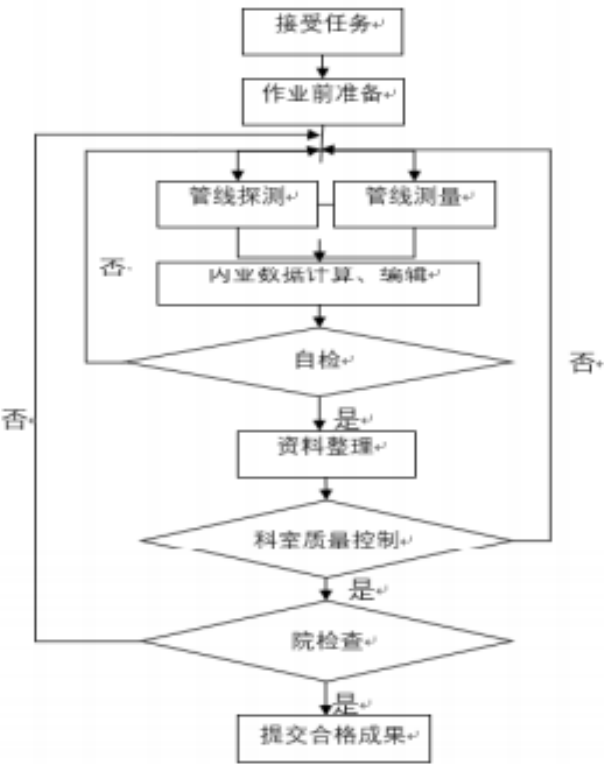 接受任务
作业前准备
管线探测
管线测量
否
内业数据计算、编辑
自检
否
否
是
资料整理
科室质量控制
是
院检查
是
提交合格成果